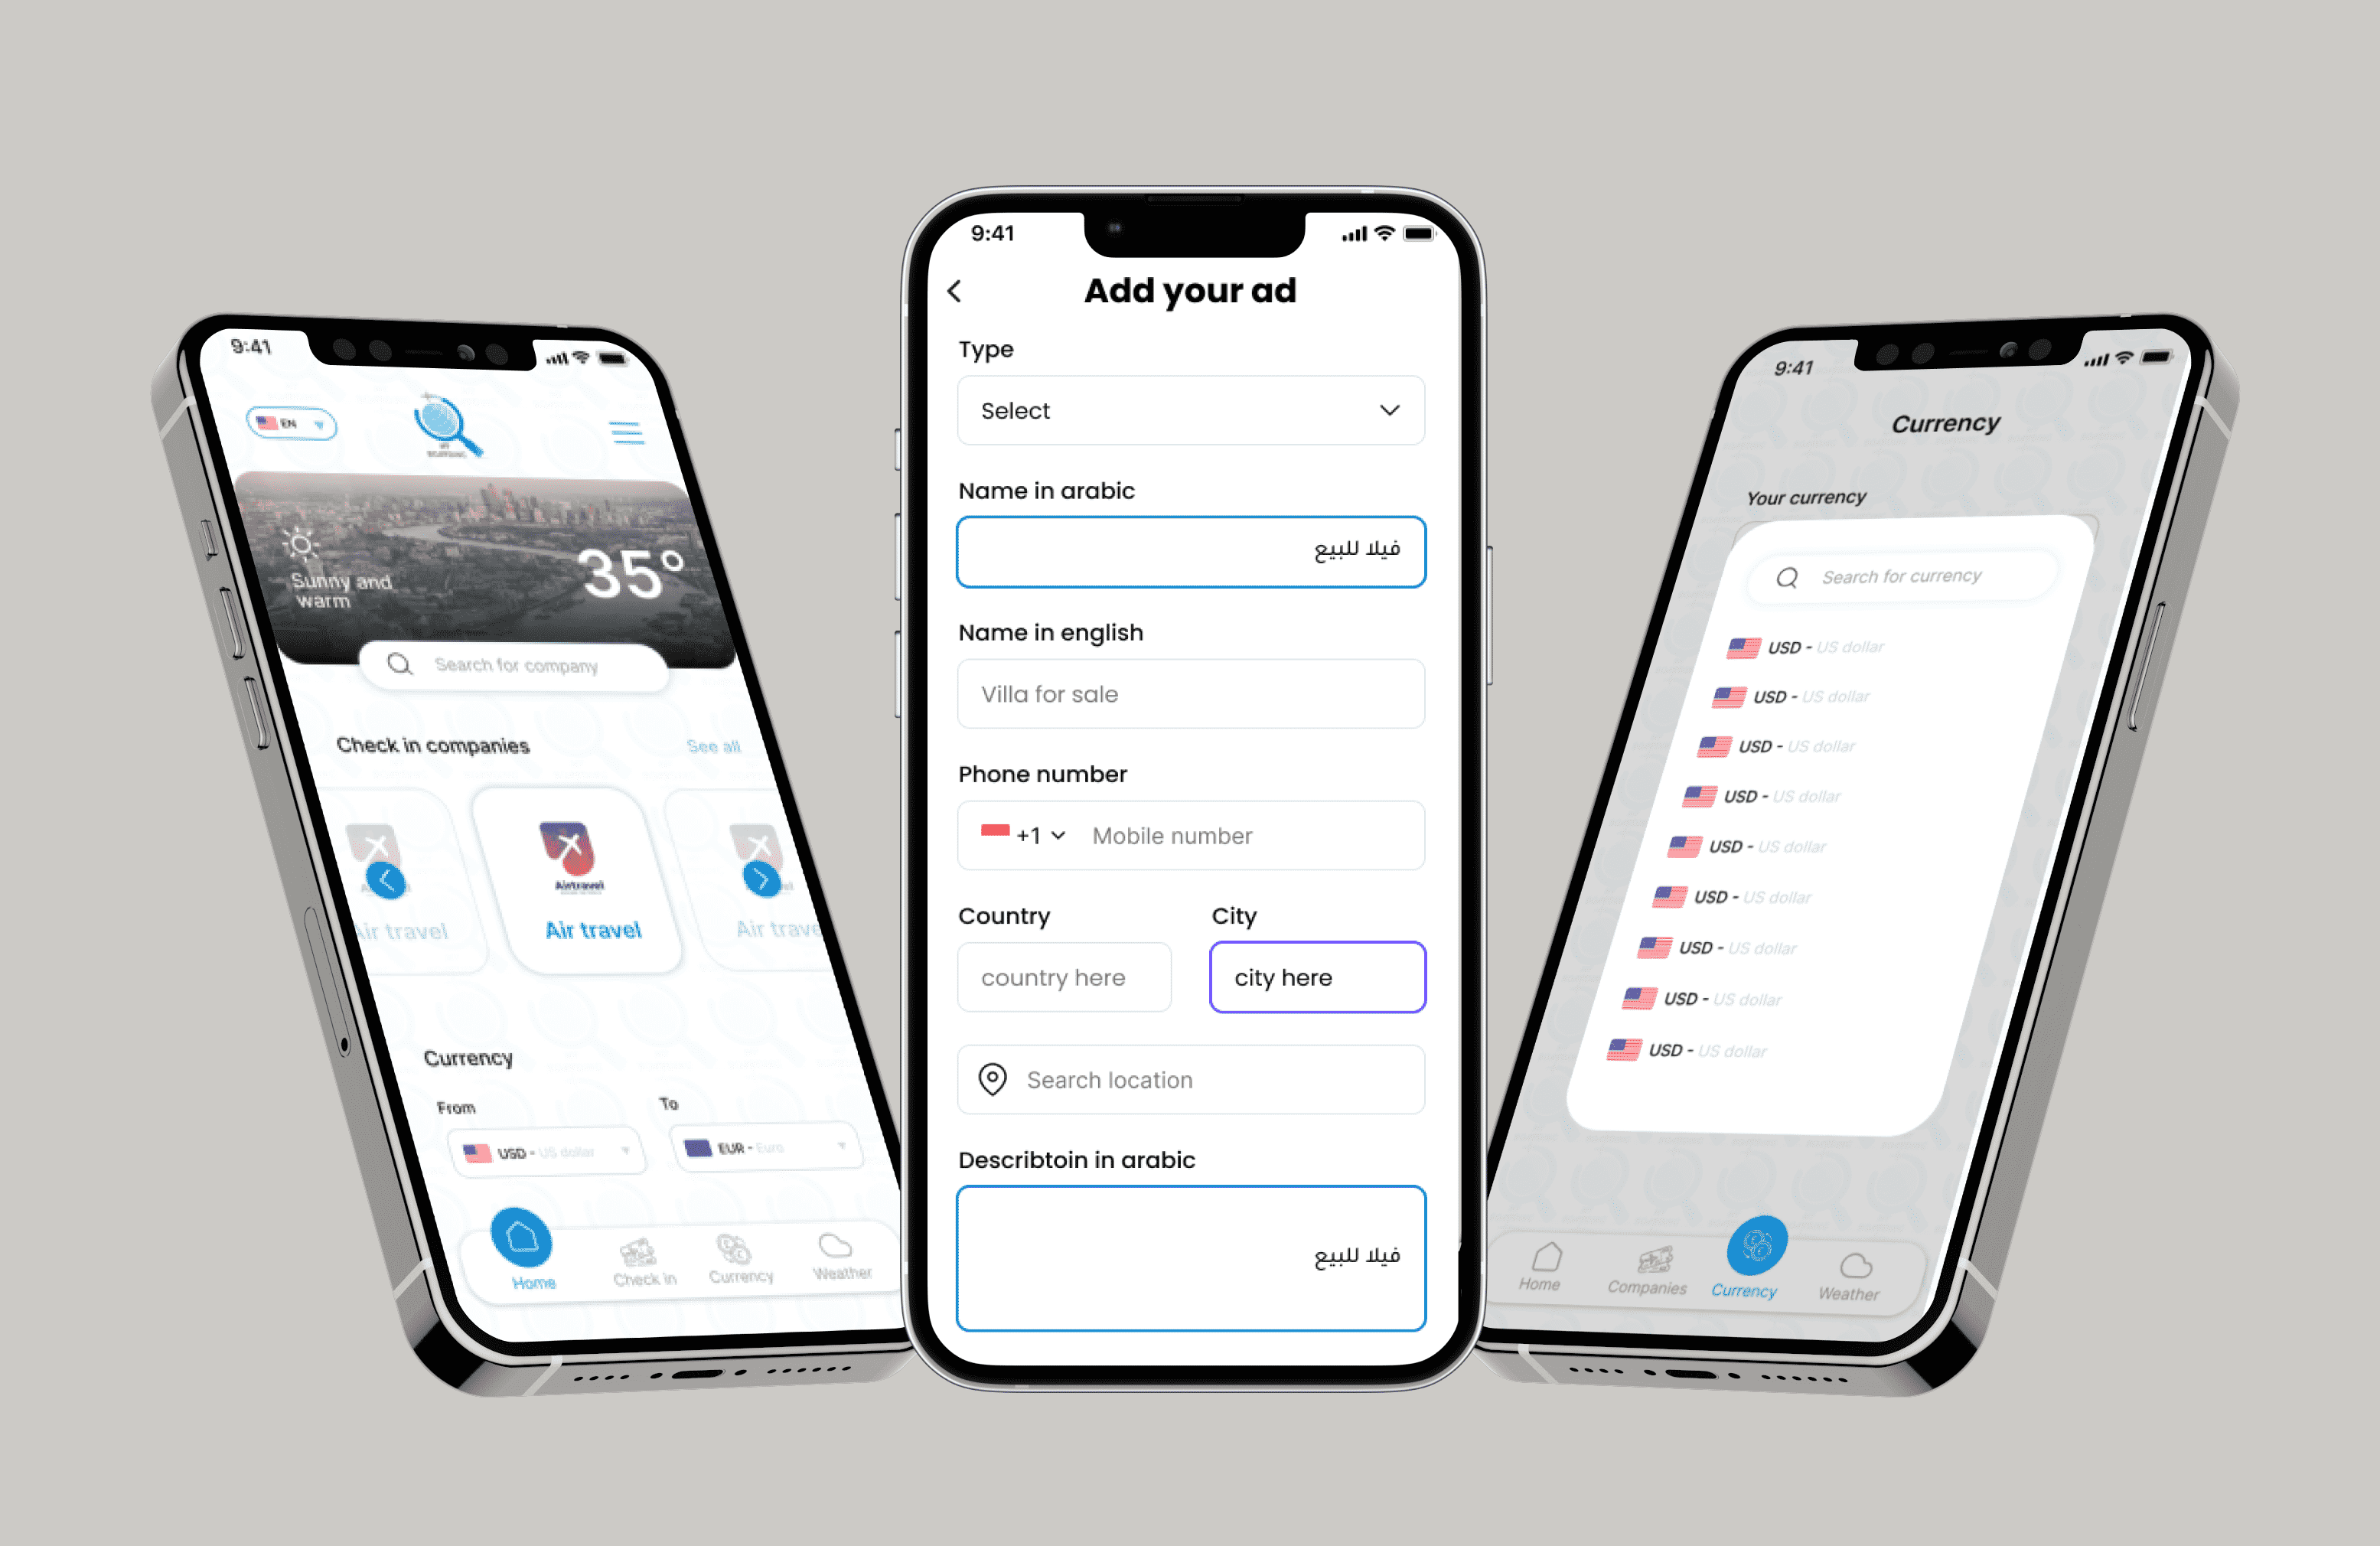 9:41
EN
Sunny and
warm
35°
Search for company
Check in companies
See all
Airtravel
Air travel
Air travel
Air trave
Currency
From
To
USD - US dollar
EUR - Euro
Home
Check in
Currency
Weather
9:41
Add your ad
Type
Select
Name in arabic
فيلا للبيع
Name in english
Villa for sale
Phone number
+1
Mobile number
Country
City
country here
city here
Search location
Describtoin in arabic
فيلا للبيع
9:41
Currency
Your currency
Search for currency
USD - US dollar
USD - US dollar
USD - US dollar
USD - US dollar
USD - US dollar
USD - US dollar
USD - US dollar
USD - US dollar
USD - US dollar
Home
Companies
Currency
Weather